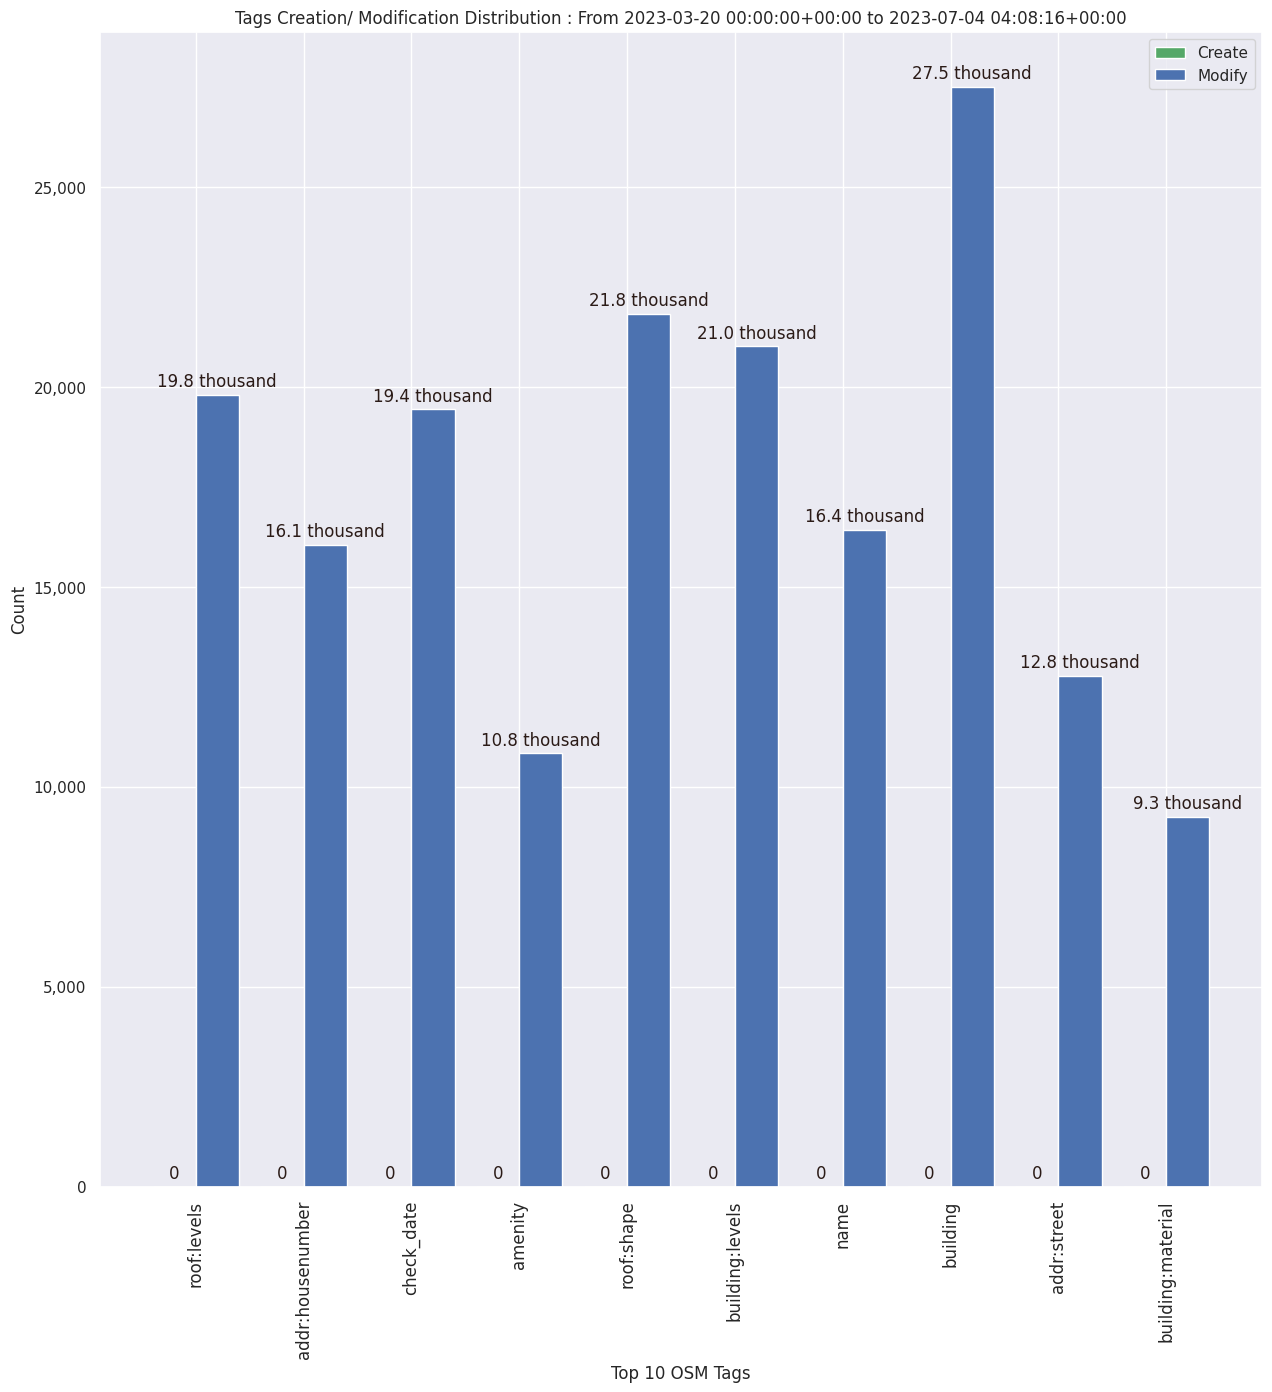 Tags Creation/ Modification Distribution : From 2023-03-20 00:00:00+00:00 to 2023-07-04 04:08:16+00:00
Create
Modify
27.5 thousand
25,000
21.8 thousand
21.0 thousand
20,000
19.8 thousand
19.4 thousand
16.4 thousand
16.1 thousand
15,000
12.8 thousand
10.8 thousand
10,000
9.3 thousand
5,000
0
0 0 0 0 0 0 0 0 0 0
Count
roof:levels
addr:housenumber
check_date
amenity
roof:shape
building:levels
name
building
addr:street
building:material
Top 10 OSM Tags